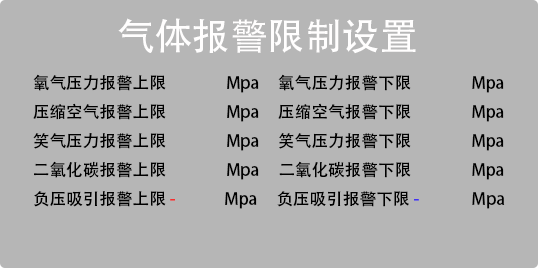 气体报警限制设置
氧气压力报警上限 Mpa 氧气压力报警下限 Mpa
压缩空气报警上限 Mpa 压缩空气报警下限 Mpa
笑气压力报警上限 Mpa 笑气压力报警下限 Mpa
二氧化碳报警上限 Mpa 二氧化碳报警下限 Mpa
负压吸引报警上限 - Mpa 负压吸引报警下限 - Mpa